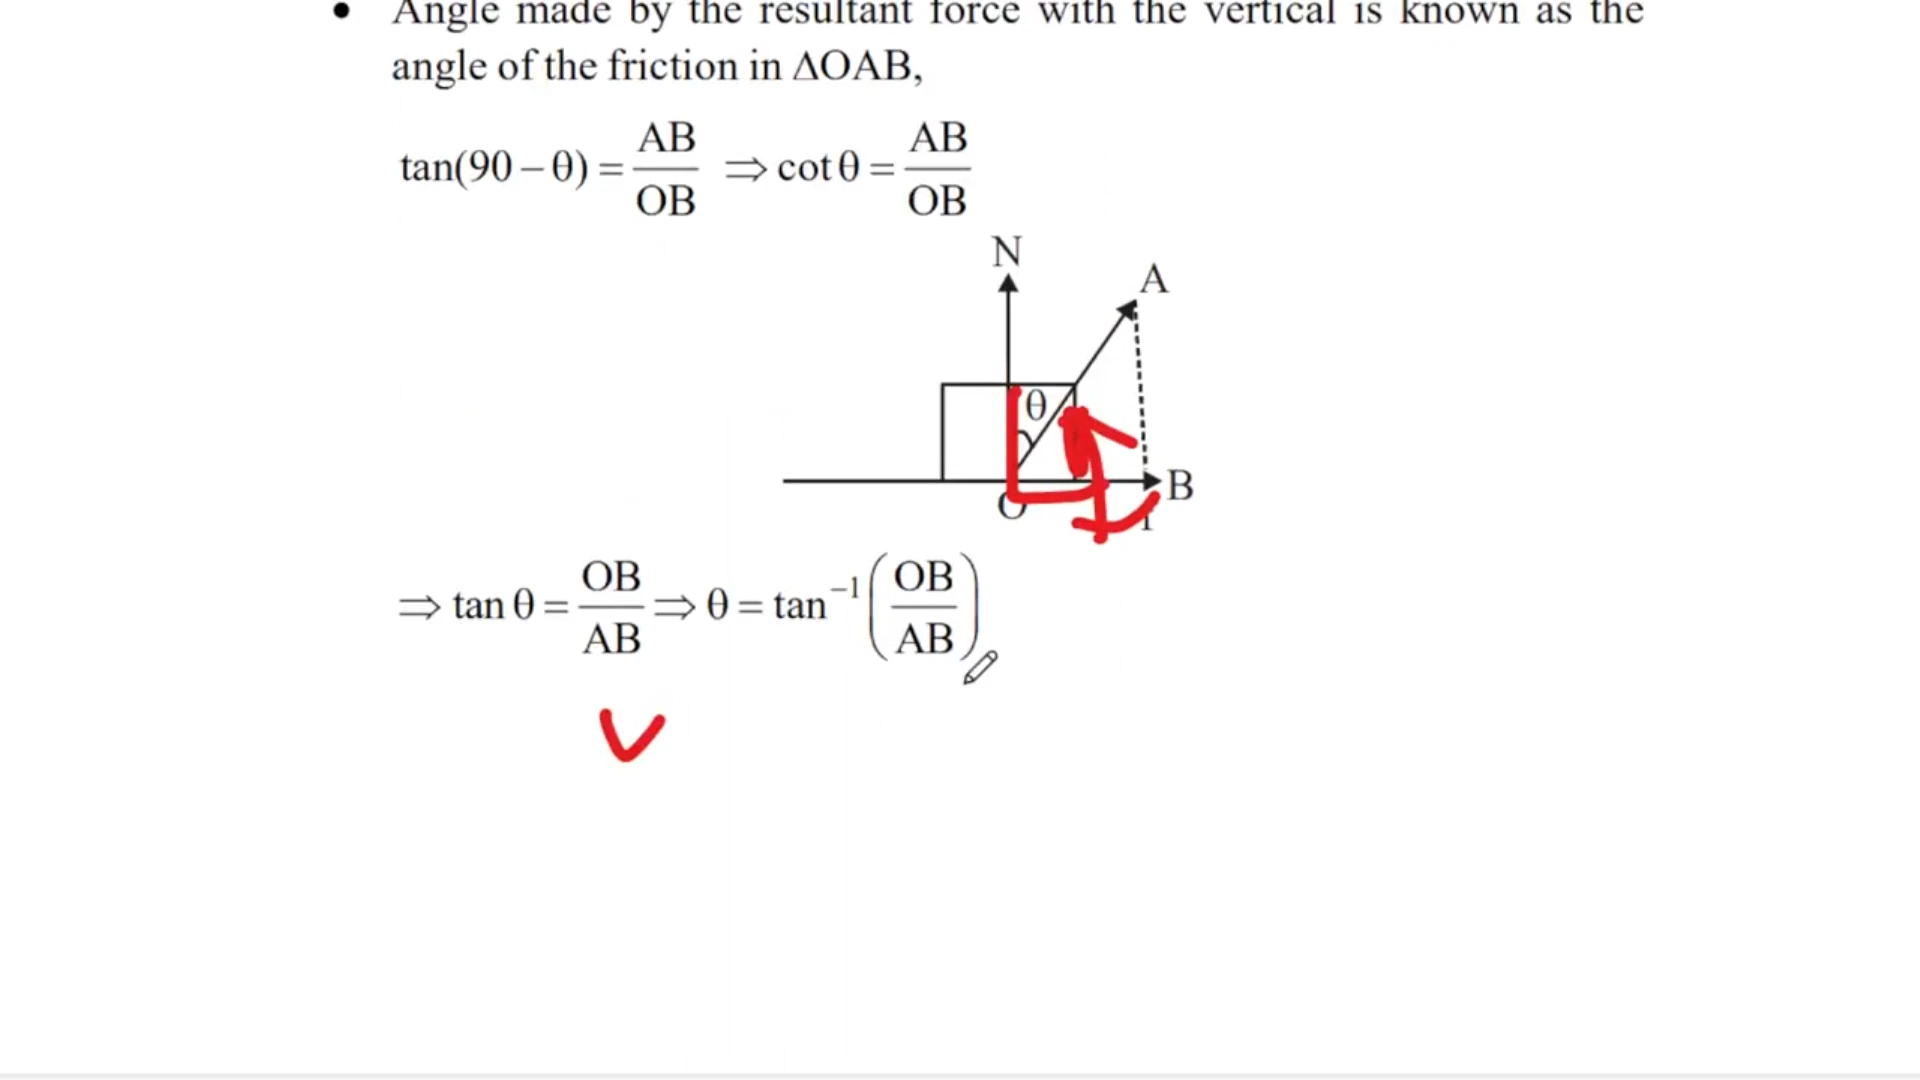 • Angle made by the resultant force with the vertical is known as the
angle of the friction in ΔOAB,
tan(90 – θ) = AB/OB ⇒ cot θ = AB/OB
N
A
θ
B
O
⇒ tan θ = OB/AB ⇒ θ = tan⁻¹(OB/AB)